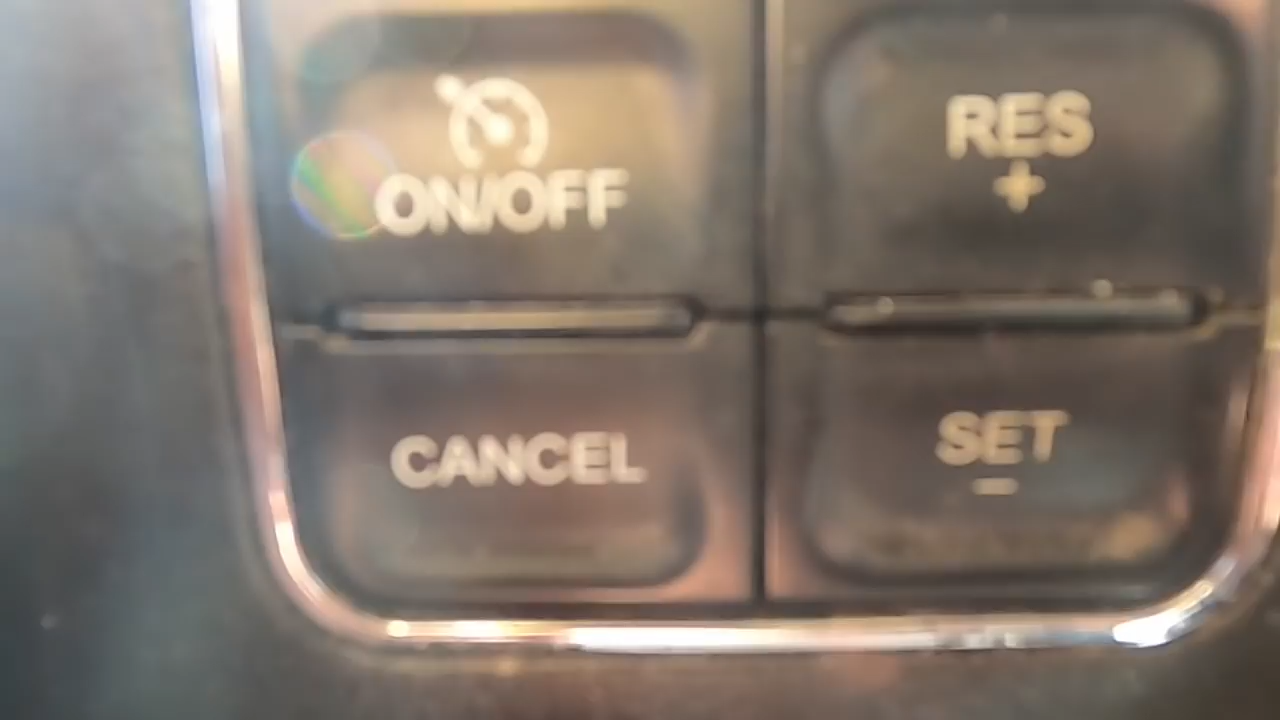 ON/OFF
RES
+
CANCEL
SET
-